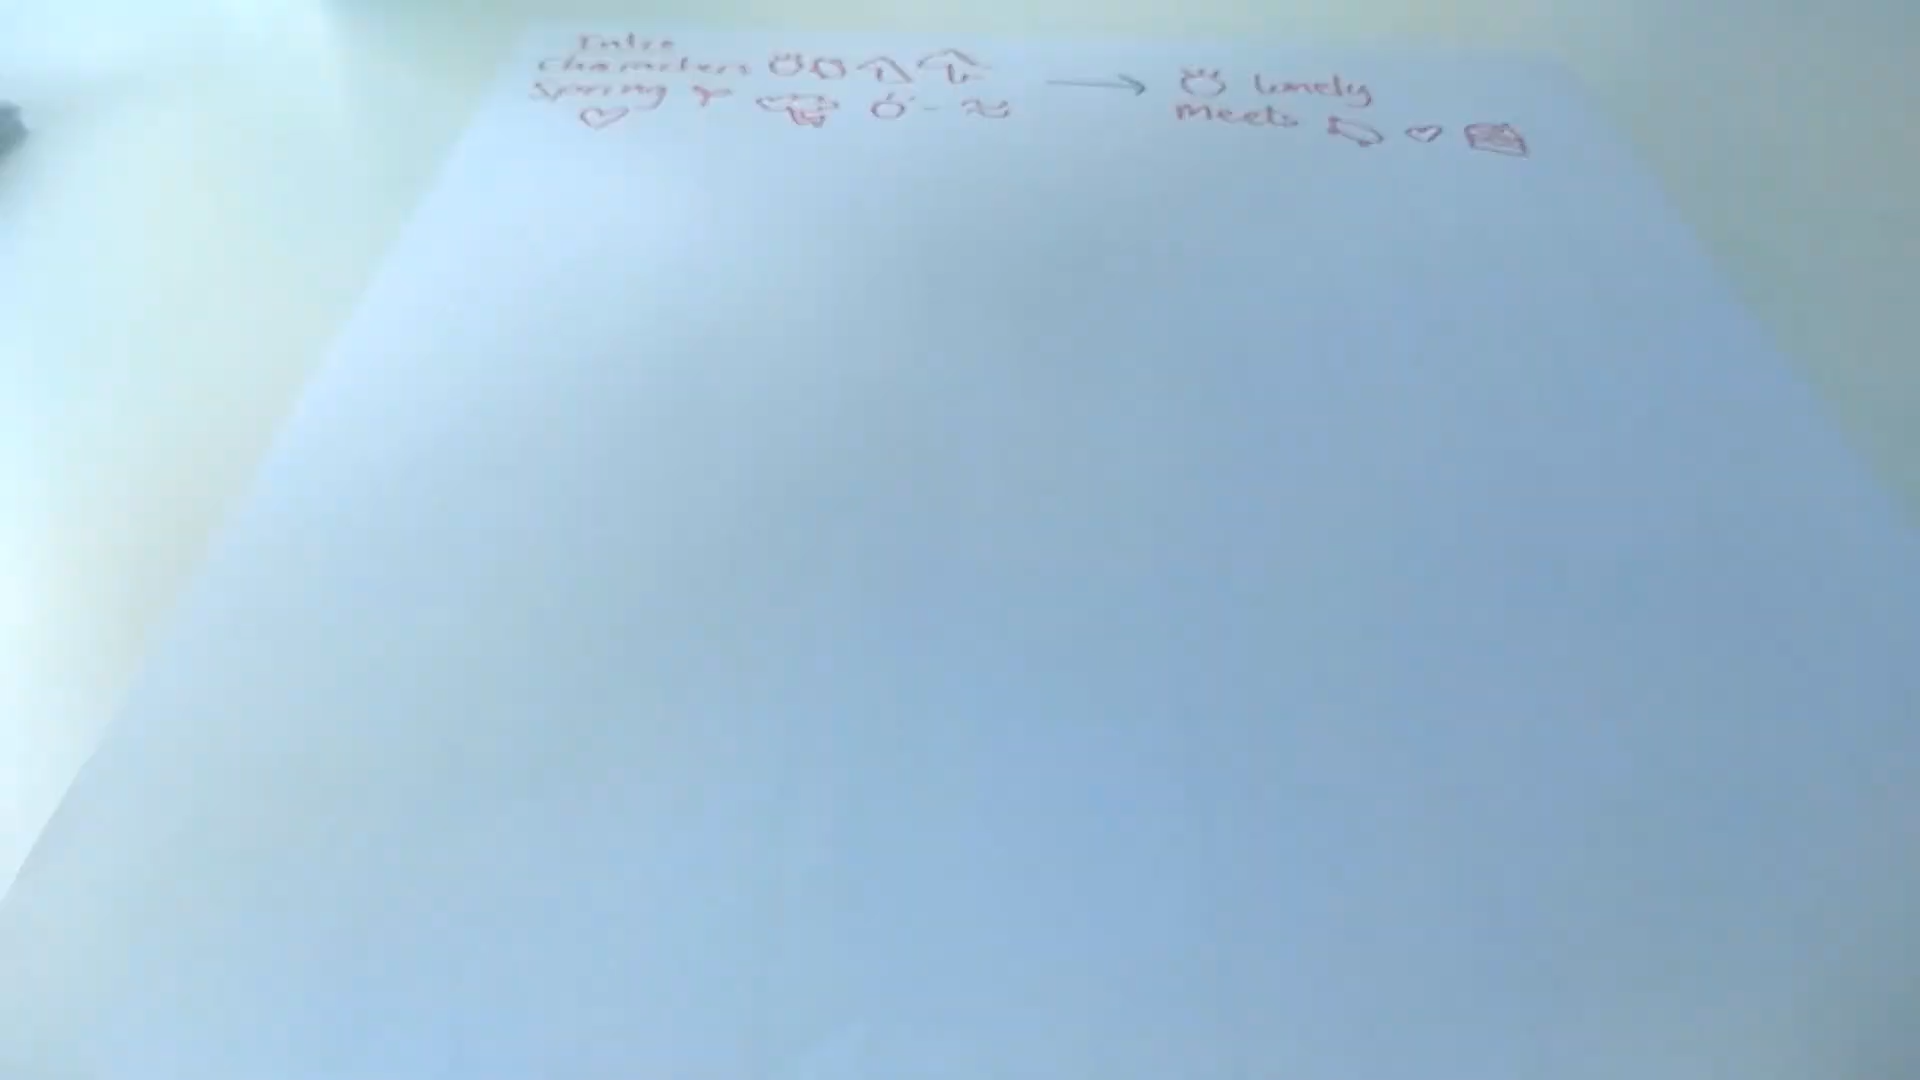 Intro
characters
Spring
lonely
meets